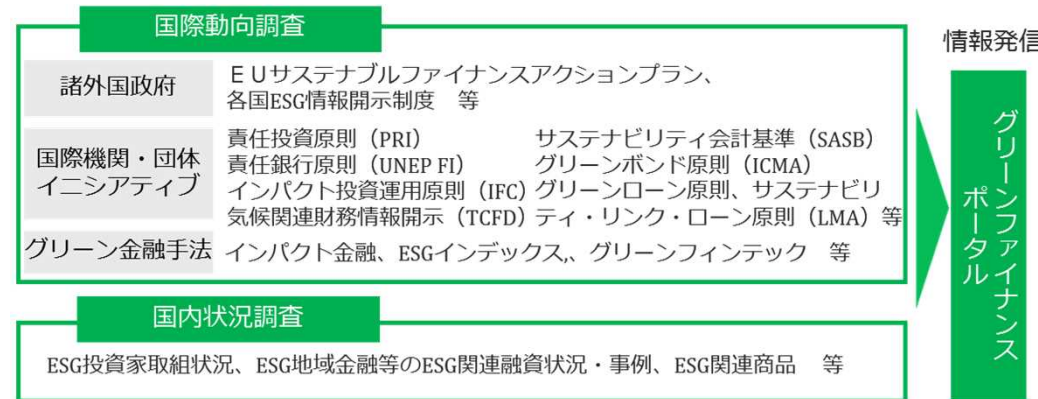 国際動向調査
諸外国政府
ＥＵサステナブルファイナンスアクションプラン、
各国ESG情報開示制度　等
国際機関・団体
イニシアティブ
責任投資原則（PRI）
責任銀行原則（UNEP FI）
インパクト投資運用原則（IFC）
気候関連財務情報開示（TCFD）
サステナビリティ会計基準（SASB）
グリーンボンド原則（ICMA）
グリーンローン原則、サステナビリ
ティ・リンク・ローン原則（LMA）等
グリーン金融手法
インパクト金融、ESGインデックス,、グリーンフィンテック　等
国内状況調査
ESG投資家取組状況、ESG地域金融等のESG関連融資状況・事例、ESG関連商品　等
情報発信
グリーンファイナンス
ポータル